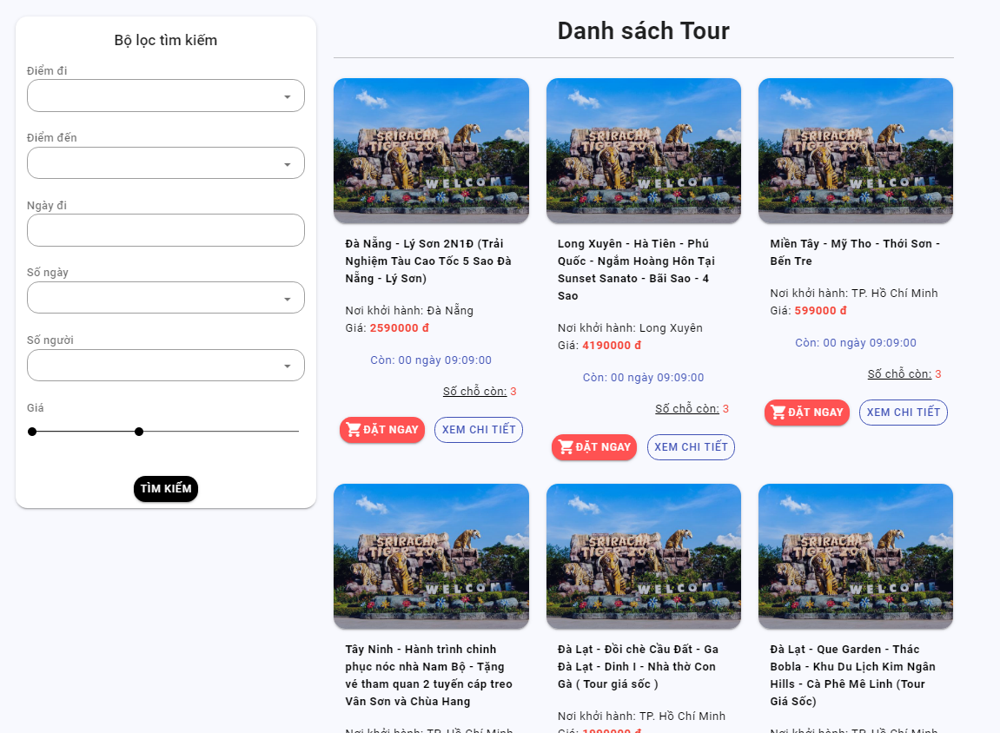 Bộ lọc tìm kiếm
Điểm đi
Điểm đến
Ngày đi
Số ngày
Số người
Giá
TÌM KIẾM
Danh sách Tour
SRIRACHA
TIGER ZOO
WELCOME
Đà Nẵng - Lý Sơn 2N1Đ (Trải
Nghiệm Tàu Cao Tốc 5 Sao Đà
Nẵng - Lý Sơn)
Nơi khởi hành: Đà Nẵng
Giá: 2590000 đ
Còn: 00 ngày 09:09:00
Số chỗ còn: 3
ĐẶT NGAY
XEM CHI TIẾT
SRIRACHA
TIGER ZOO
WELCOME
Long Xuyên - Hà Tiên - Phú
Quốc - Ngắm Hoàng Hôn Tại
Sunset Sanato - Bãi Sao - 4
Sao
Nơi khởi hành: Long Xuyên
Giá: 4190000 đ
Còn: 00 ngày 09:09:00
Số chỗ còn: 3
ĐẶT NGAY
XEM CHI TIẾT
SRIRACHA
TIGER ZOO
WELCOME
Miền Tây - Mỹ Tho - Thới Sơn -
Bến Tre
Nơi khởi hành: TP. Hồ Chí Minh
Giá: 599000 đ
Còn: 00 ngày 09:09:00
Số chỗ còn: 3
ĐẶT NGAY
XEM CHI TIẾT
SRIRACHA
TIGER ZOO
WELCOME
Tây Ninh - Hành trình chinh
phục nóc nhà Nam Bộ - Tặng
vé tham quan 2 tuyến cáp treo
Vân Sơn và Chùa Hang
Nơi khởi hành: TP. Hồ Chí Minh
SRIRACHA
TIGER ZOO
WELCOME
Đà Lạt - Đồi chè Cầu Đất - Ga
Đà Lạt - Dinh I - Nhà thờ Con
Gà ( Tour giá sốc )
Nơi khởi hành: TP. Hồ Chí Minh
Giá: 1990000 đ
SRIRACHA
TIGER ZOO
WELCOME
Đà Lạt - Que Garden - Thác
Bobla - Khu Du Lịch Kim Ngân
Hills - Cà Phê Mê Linh (Tour
Giá Sốc)
Nơi khởi hành: TP. Hồ Chí Minh